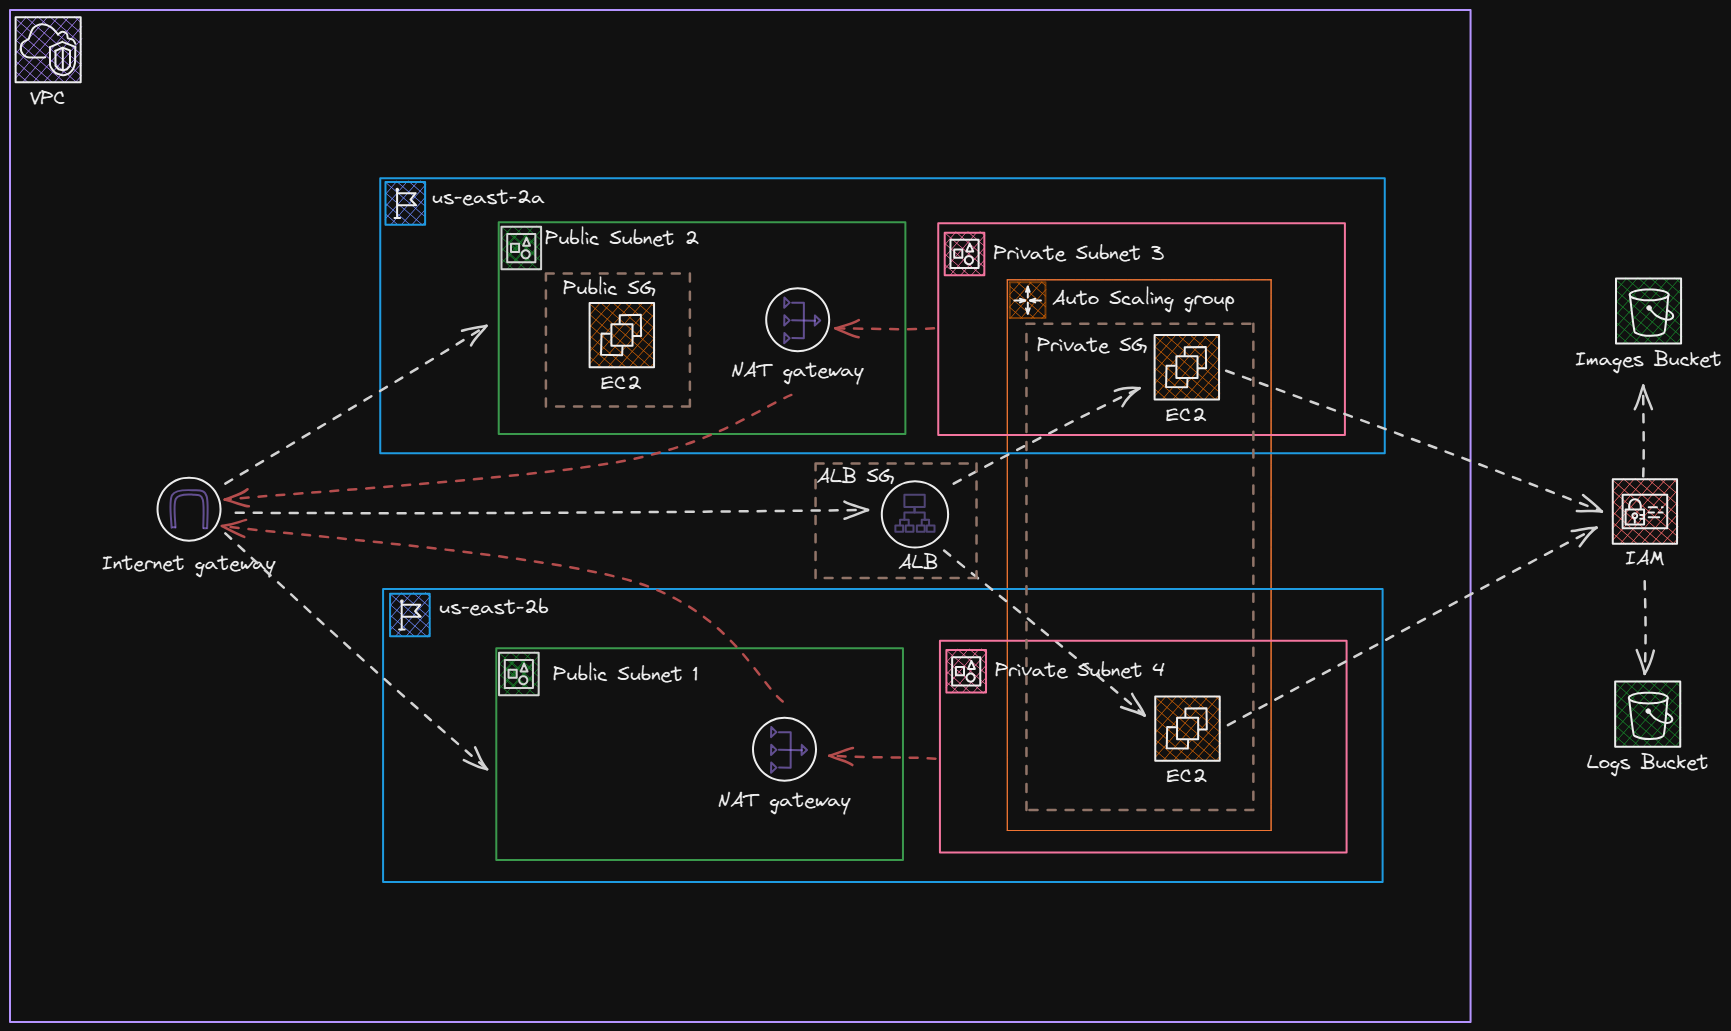 VPC
us-east-2a
Public Subnet 2
Public SG
EC2
NAT gateway
Private Subnet 3
Auto Scaling group
Private SG
EC2
Images Bucket
Internet gateway
ALB SG
ALB
IAM
us-east-2b
Public Subnet 1
NAT gateway
Private Subnet 4
EC2
Logs Bucket